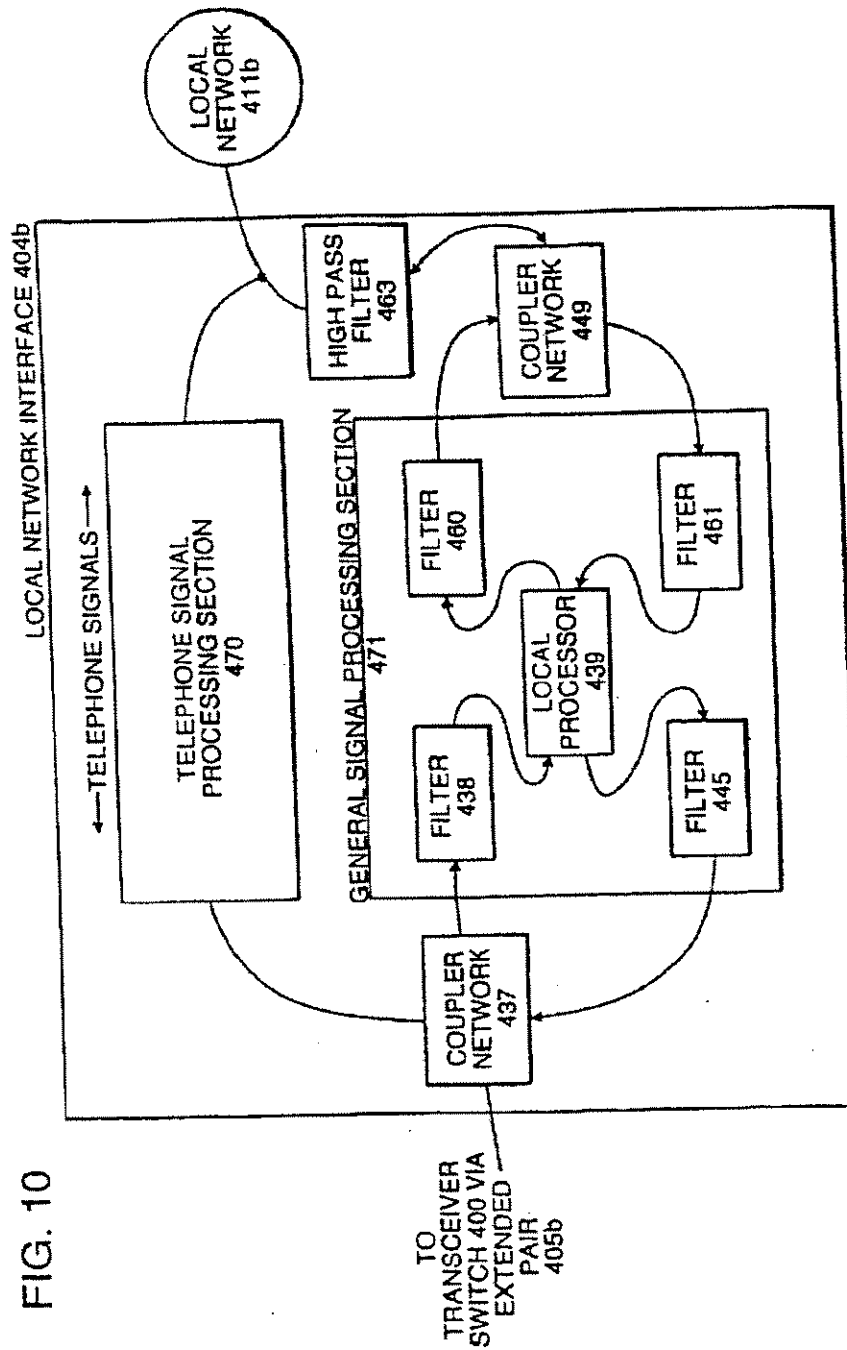 FIG. 10
LOCAL NETWORK INTERFACE 404b
LOCAL
NETWORK
411b
TELEPHONE SIGNALS
TELEPHONE SIGNAL
PROCESSING SECTION
470
HIGH PASS
FILTER
463
GENERAL SIGNAL PROCESSING SECTION
471
FILTER
438
FILTER
460
COUPLER
NETWORK
437
LOCAL
PROCESSOR
439
COUPLER
NETWORK
449
FILTER
445
FILTER
461
TO
TRANSCEIVER
SWITCH 400 VIA
EXTENDED
PAIR
405b